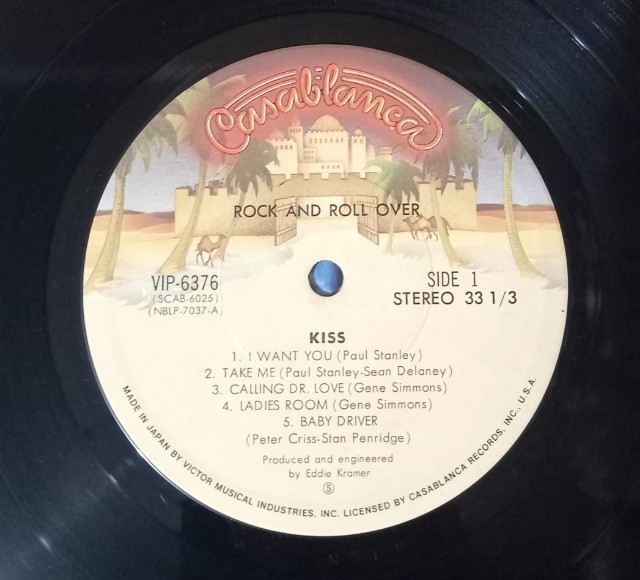 Casablanca
ROCK AND ROLL OVER
VIP-6376
(SCAB-6025)
(NBLP-7037-A)
SIDE 1
STEREO 33 1/3
KISS
1. I WANT YOU (Paul Stanley)
2. TAKE ME (Paul Stanley-Sean Delaney)
3. CALLING DR. LOVE (Gene Simmons)
4. LADIES ROOM (Gene Simmons)
5. BABY DRIVER
(Peter Criss-Stan Penridge)
Produced and engineered
by Eddie Kramer
Ⓢ
MADE IN JAPAN BY VICTOR MUSICAL INDUSTRIES, INC. LICENSED BY CASABLANCA RECORDS, INC., U.S.A.